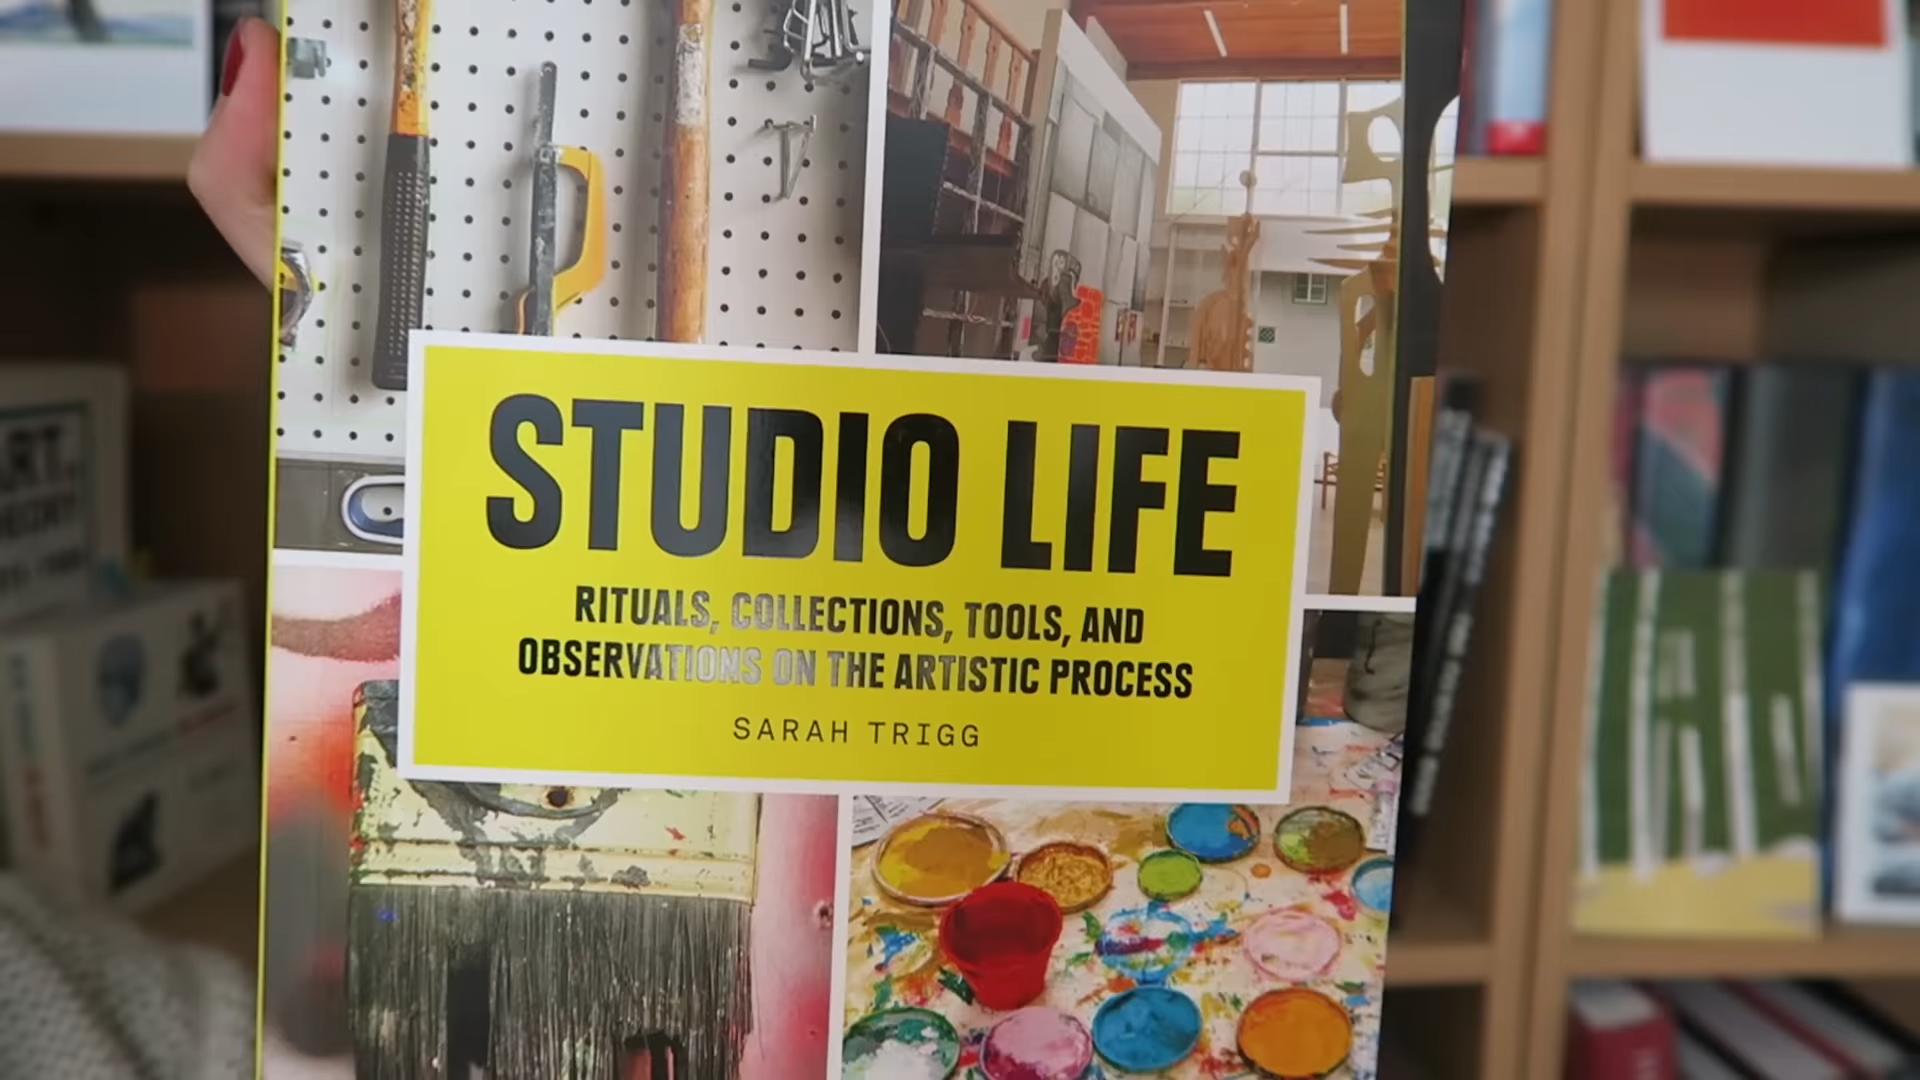 STUDIO LIFE
RITUALS, COLLECTIONS, TOOLS, AND
OBSERVATIONS ON THE ARTISTIC PROCESS
SARAH TRIGG